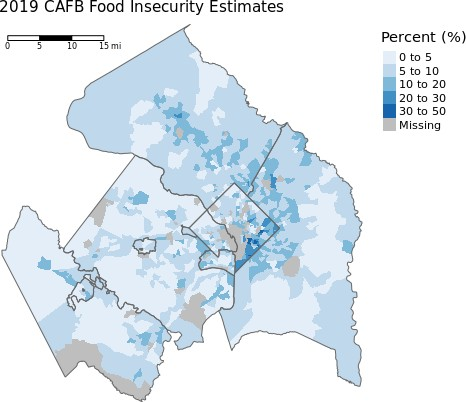 2019 CAFB Food Insecurity Estimates
0 5 10 15 mi
Percent (%)
0 to 5
5 to 10
10 to 20
20 to 30
30 to 50
Missing